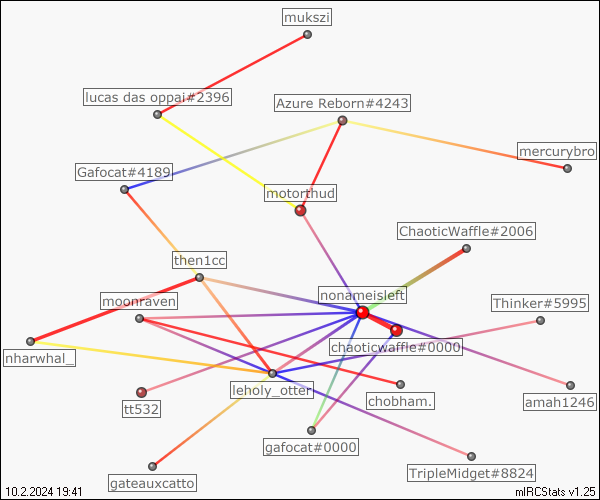 mukszi
lucas das oppai#2396
Azure Reborn#4243
mercurybro
Gafocat#4189
motorthud
ChaoticWaffle#2006
then1cc
moonraven
nonameisleft
Thinker#5995
nharwhal_
chaoticwaffle#0000
leholy_otter
chobham.
amah1246
tt532
gafocat#0000
TripleMidget#8824
gateauxcatto
10.2.2024 19:41
mIRCStats v1.25